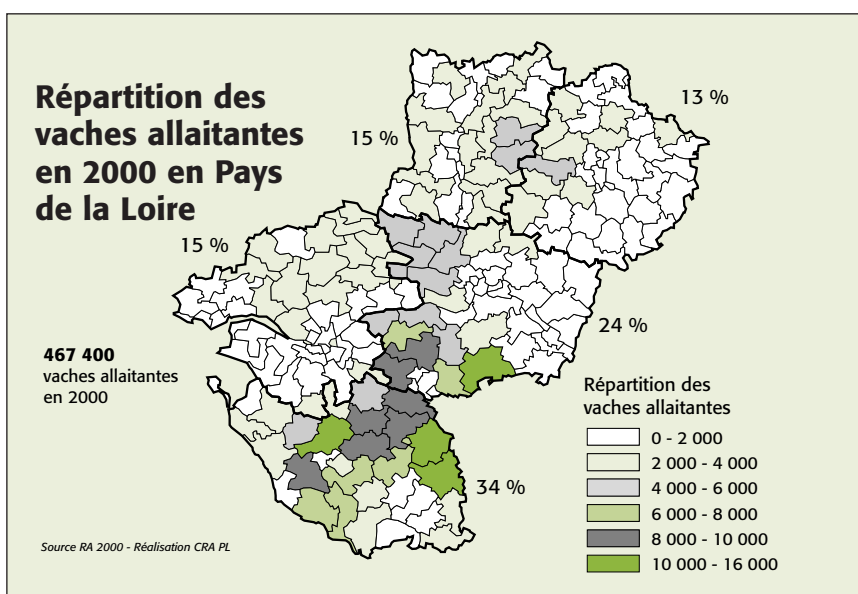 Répartition des
vaches allaitantes
en 2000 en Pays
de la Loire
13 %
15 %
15 %
24 %
34 %
467 400
vaches allaitantes
en 2000
Répartition des
vaches allaitantes
0 - 2 000
2 000 - 4 000
4 000 - 6 000
6 000 - 8 000
8 000 - 10 000
10 000 - 16 000
Source RA 2000 - Réalisation CRA PL